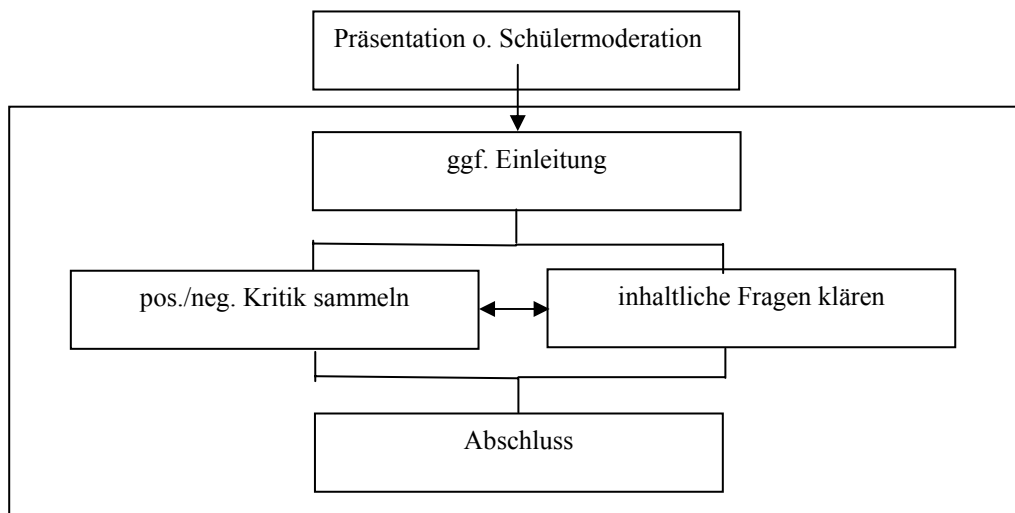 Präsentation o. Schülermoderation
ggf. Einleitung
pos./neg. Kritik sammeln
inhaltliche Fragen klären
Abschluss